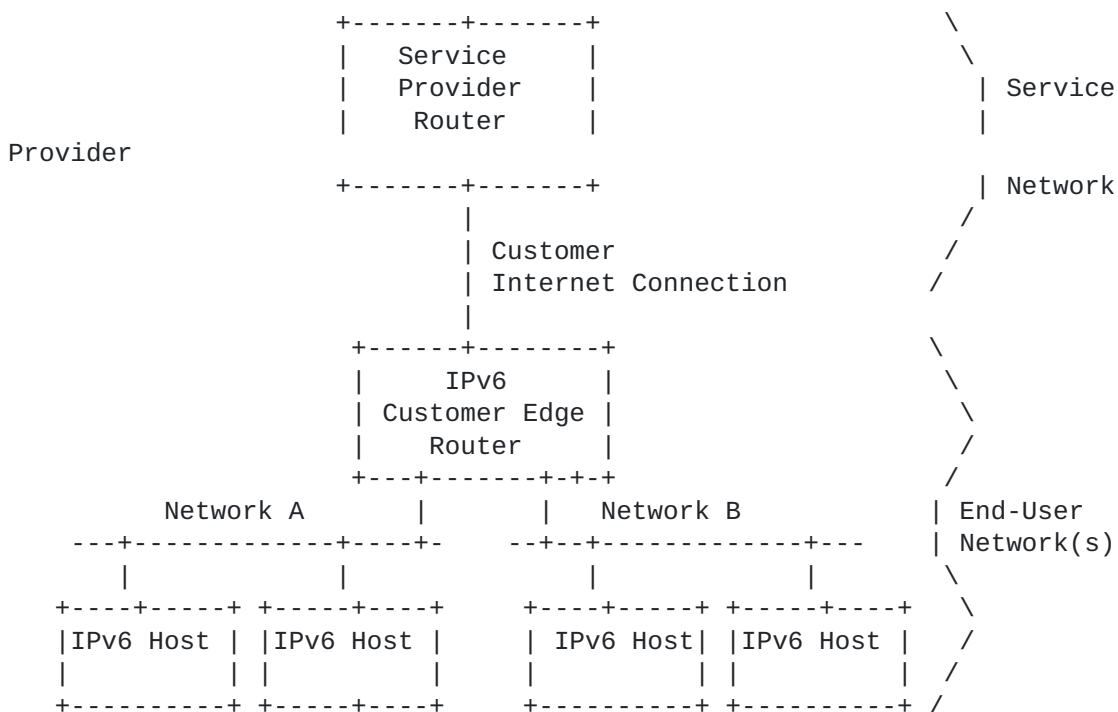 Service
Provider | Service
Router
Provider
| Network
Customer
Internet Connection
IPv6
Customer Edge
Router
Network A Network B | End-User
| Network(s)
|IPv6 Host | |IPv6 Host | | IPv6 Host| |IPv6 Host |